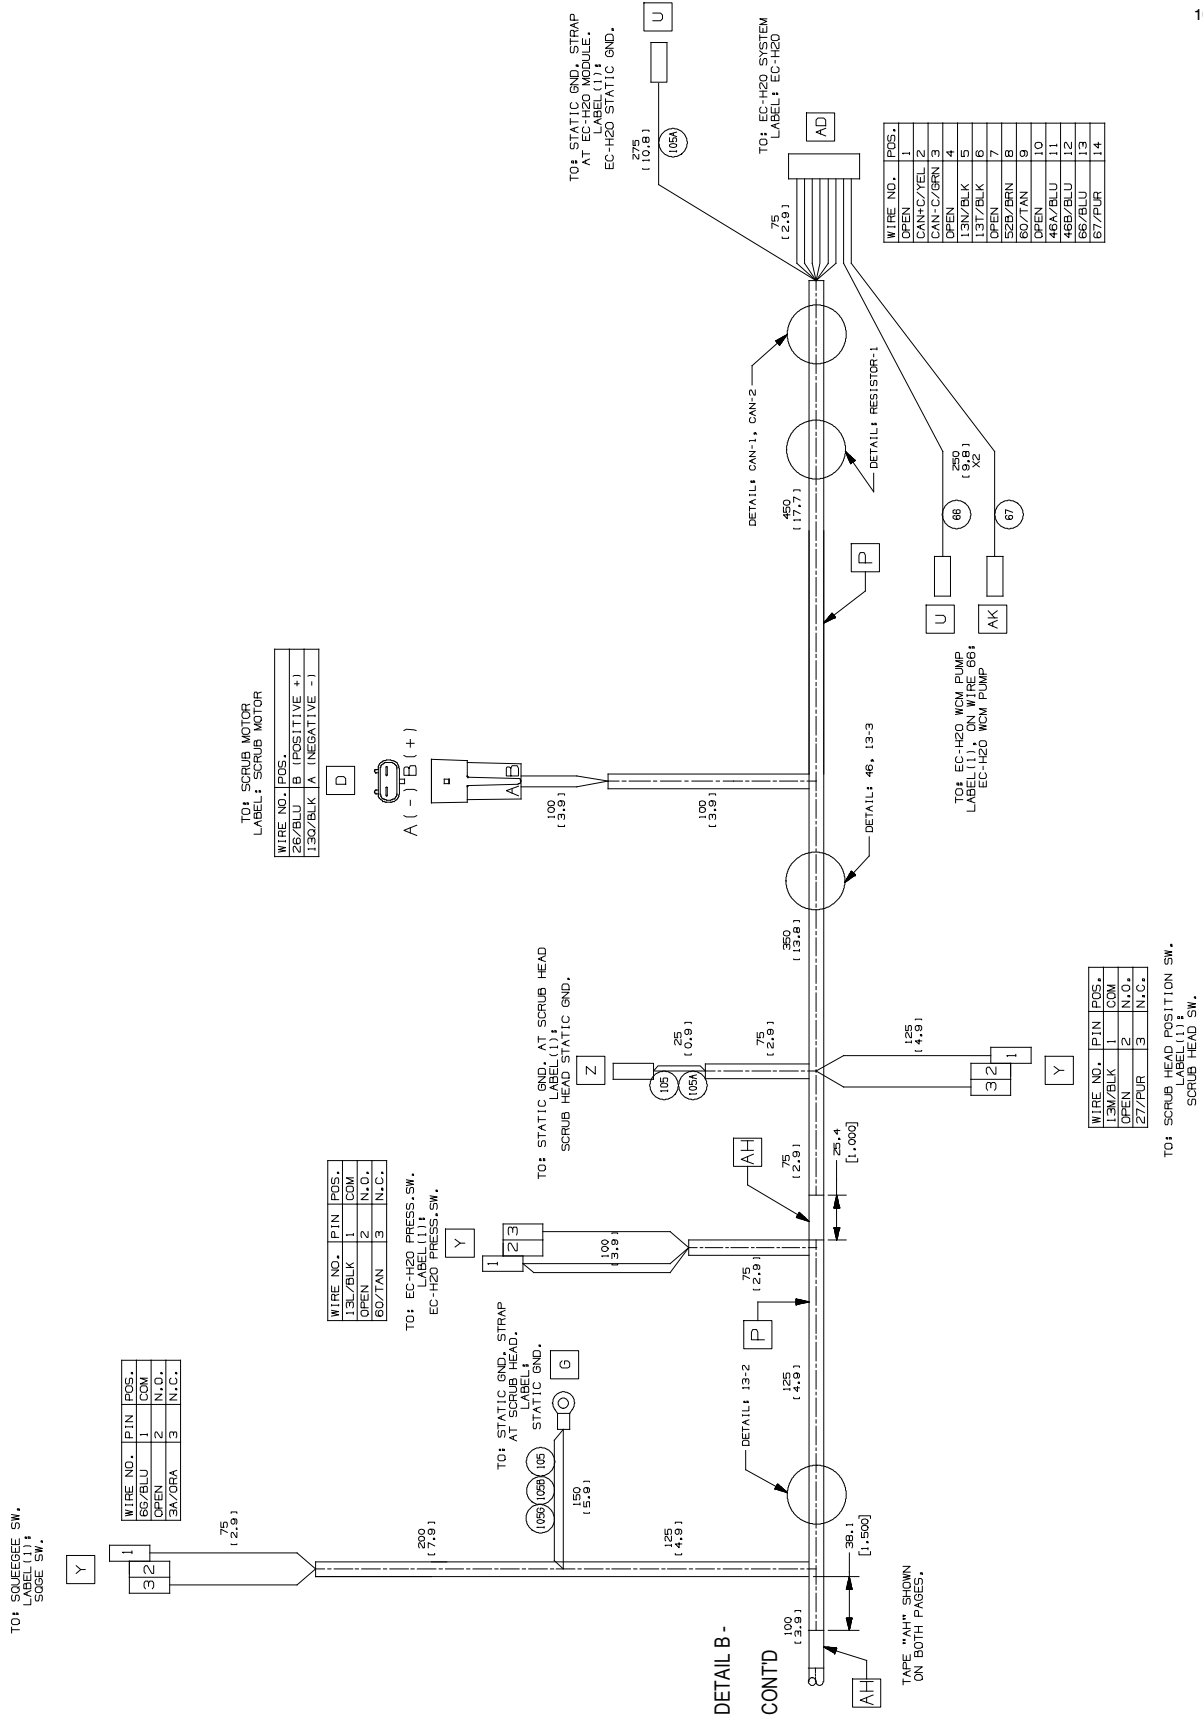 1
TO: STATIC GND. STRAP
AT EC-H2O MODULE.
LABEL(1):
EC-H2O STATIC GND.
U
275
[10.8]
105A
TO: EC-H2O SYSTEM
LABEL: EC-H2O
AD
75
[2.9]
WIRE NO. POS.
OPEN 1
CAN+C/YEL 2
CAN-C/GRN 3
OPEN 4
13N/BLK 5
13T/BLK 6
OPEN 7
52B/BRN 8
60/TAN 9
OPEN 10
46A/BLU 11
46B/BLU 12
66/BLU 13
67/PUR 14
DETAIL: CAN-1, CAN-2
DETAIL: RESISTOR-1
450
[17.7]
P
250
[9.8]
X2
66
67
U
AK
TO: EC-H2O WCM PUMP
LABEL(1), ON WIRE 66:
EC-H2O WCM PUMP
TO: SCRUB MOTOR
LABEL: SCRUB MOTOR
WIRE NO. POS.
26/BLU B (POSITIVE +)
13Q/BLK A (NEGATIVE -)
D
A (-) B (+)
A B
100
[3.9]
100
[3.9]
DETAIL: 46, 13-3
350
[13.8]
TO: STATIC GND. AT SCRUB HEAD
LABEL(1):
SCRUB HEAD STATIC GND.
Z
25
[0.9]
105
105A
75
[2.9]
125
[4.9]
3 2
1
Y
WIRE NO. PIN POS.
13M/BLK 1 COM
OPEN 2 N.O.
27/PUR 3 N.C.
TO: SCRUB HEAD POSITION SW.
LABEL(1):
SCRUB HEAD SW.
AH
75
[2.9]
25.4
[1.000]
WIRE NO. PIN POS.
13L/BLK 1 COM
OPEN 2 N.O.
60/TAN 3 N.C.
TO: EC-H2O PRESS.SW.
LABEL(1):
EC-H2O PRESS.SW.
Y
1
2 3
100
[3.9]
75
[2.9]
P
125
[4.9]
DETAIL: 13-2
TO: STATIC GND. STRAP
AT SCRUB HEAD.
LABEL:
STATIC GND.
G
105G 105B 105
150
[5.9]
TO: SQUEEGEE SW.
LABEL(1):
SQGE SW.
Y
WIRE NO. PIN POS.
6G/BLU 1 COM
OPEN 2 N.O.
3A/ORA 3 N.C.
3 2
1
75
[2.9]
200
[7.9]
125
[4.9]
38.1
[1.500]
100
[3.9]
DETAIL B -
CONT'D
AH
TAPE "AH" SHOWN
ON BOTH PAGES.